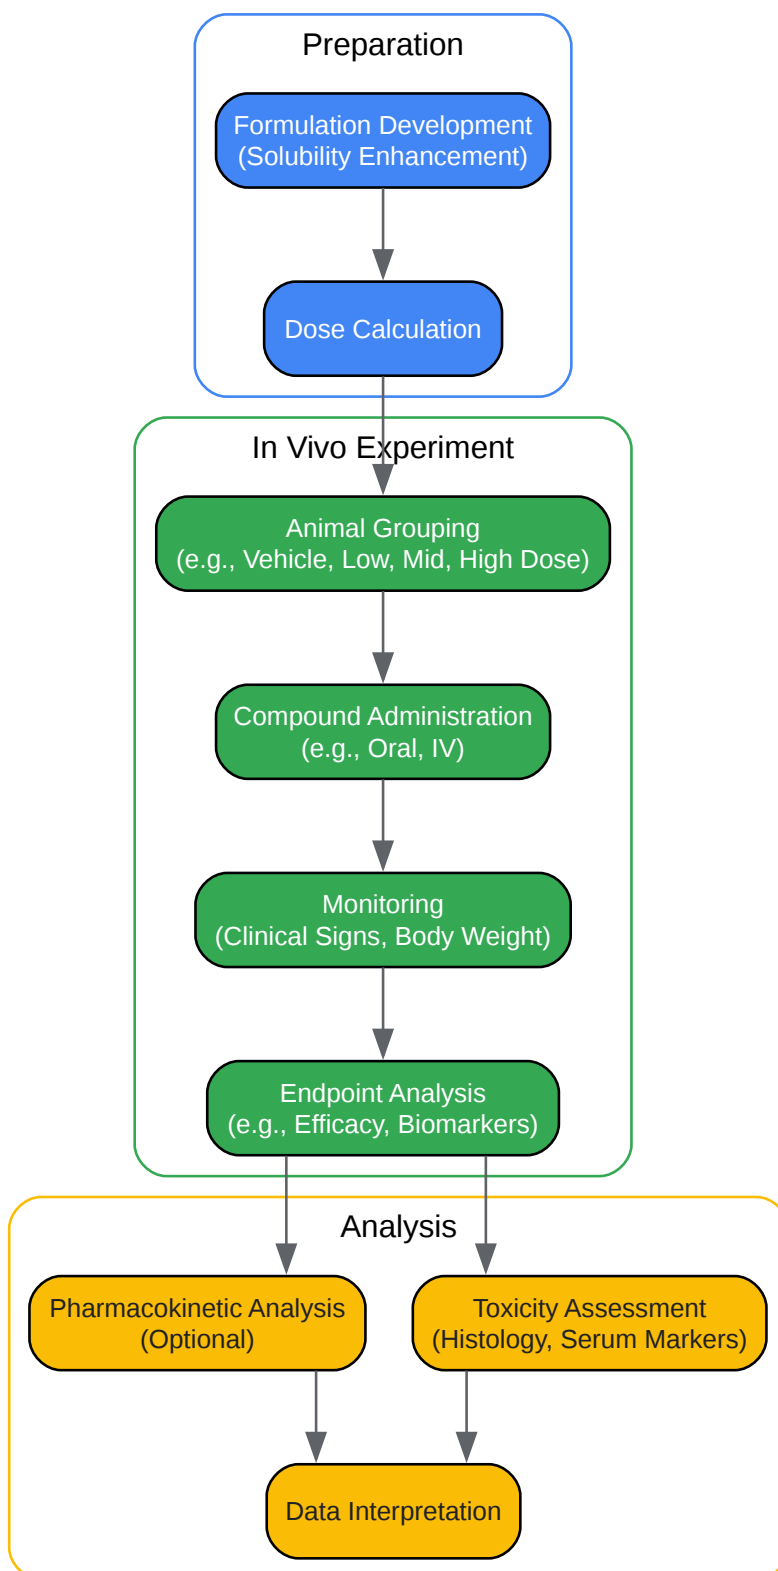 Preparation
Formulation Development
(Solubility Enhancement)
Dose Calculation
In Vivo Experiment
Animal Grouping
(e.g., Vehicle, Low, Mid, High Dose)
Compound Administration
(e.g., Oral, IV)
Monitoring
(Clinical Signs, Body Weight)
Endpoint Analysis
(e.g., Efficacy, Biomarkers)
Analysis
Pharmacokinetic Analysis
(Optional)
Toxicity Assessment
(Histology, Serum Markers)
Data Interpretation